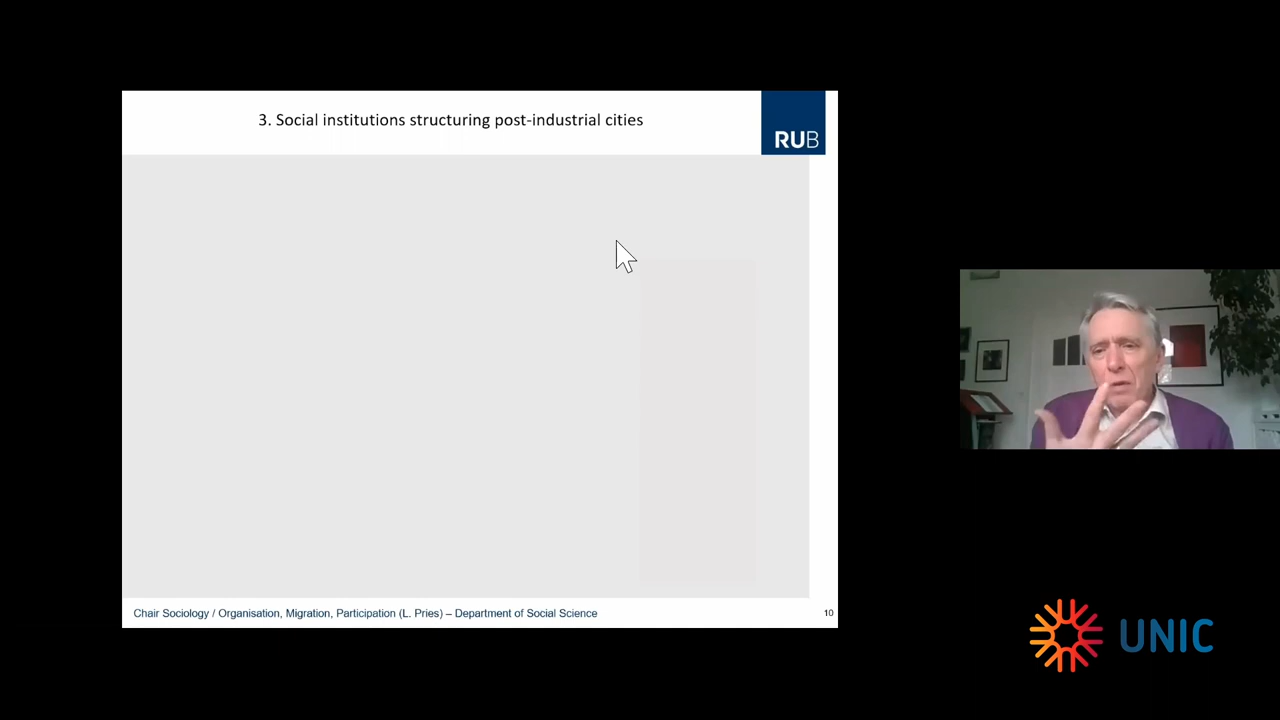 3. Social institutions structuring post-industrial cities
RUB
Chair Sociology / Organisation, Migration, Participation (L. Pries) – Department of Social Science
10
UNIC